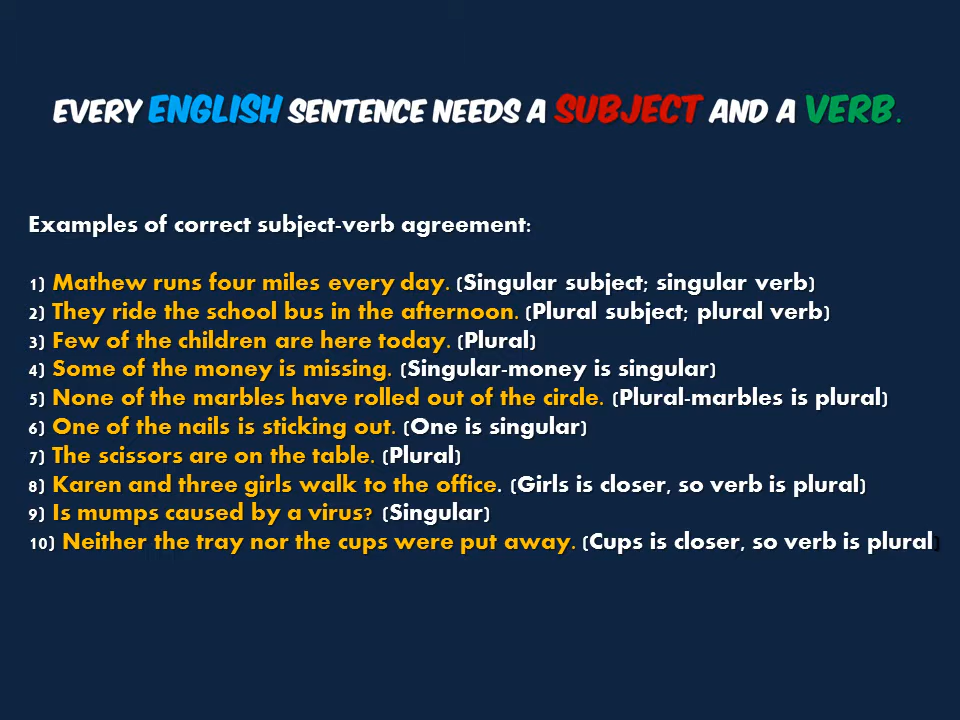 EVERY ENGLISH SENTENCE NEEDS A SUBJECT AND A VERB.
Examples of correct subject-verb agreement:
1) Mathew runs four miles every day. (Singular subject; singular verb)
2) They ride the school bus in the afternoon. (Plural subject; plural verb)
3) Few of the children are here today. (Plural)
4) Some of the money is missing. (Singular-money is singular)
5) None of the marbles have rolled out of the circle. (Plural-marbles is plural)
6) One of the nails is sticking out. (One is singular)
7) The scissors are on the table. (Plural)
8) Karen and three girls walk to the office. (Girls is closer, so verb is plural)
9) Is mumps caused by a virus? (Singular)
10) Neither the tray nor the cups were put away. (Cups is closer, so verb is plural)